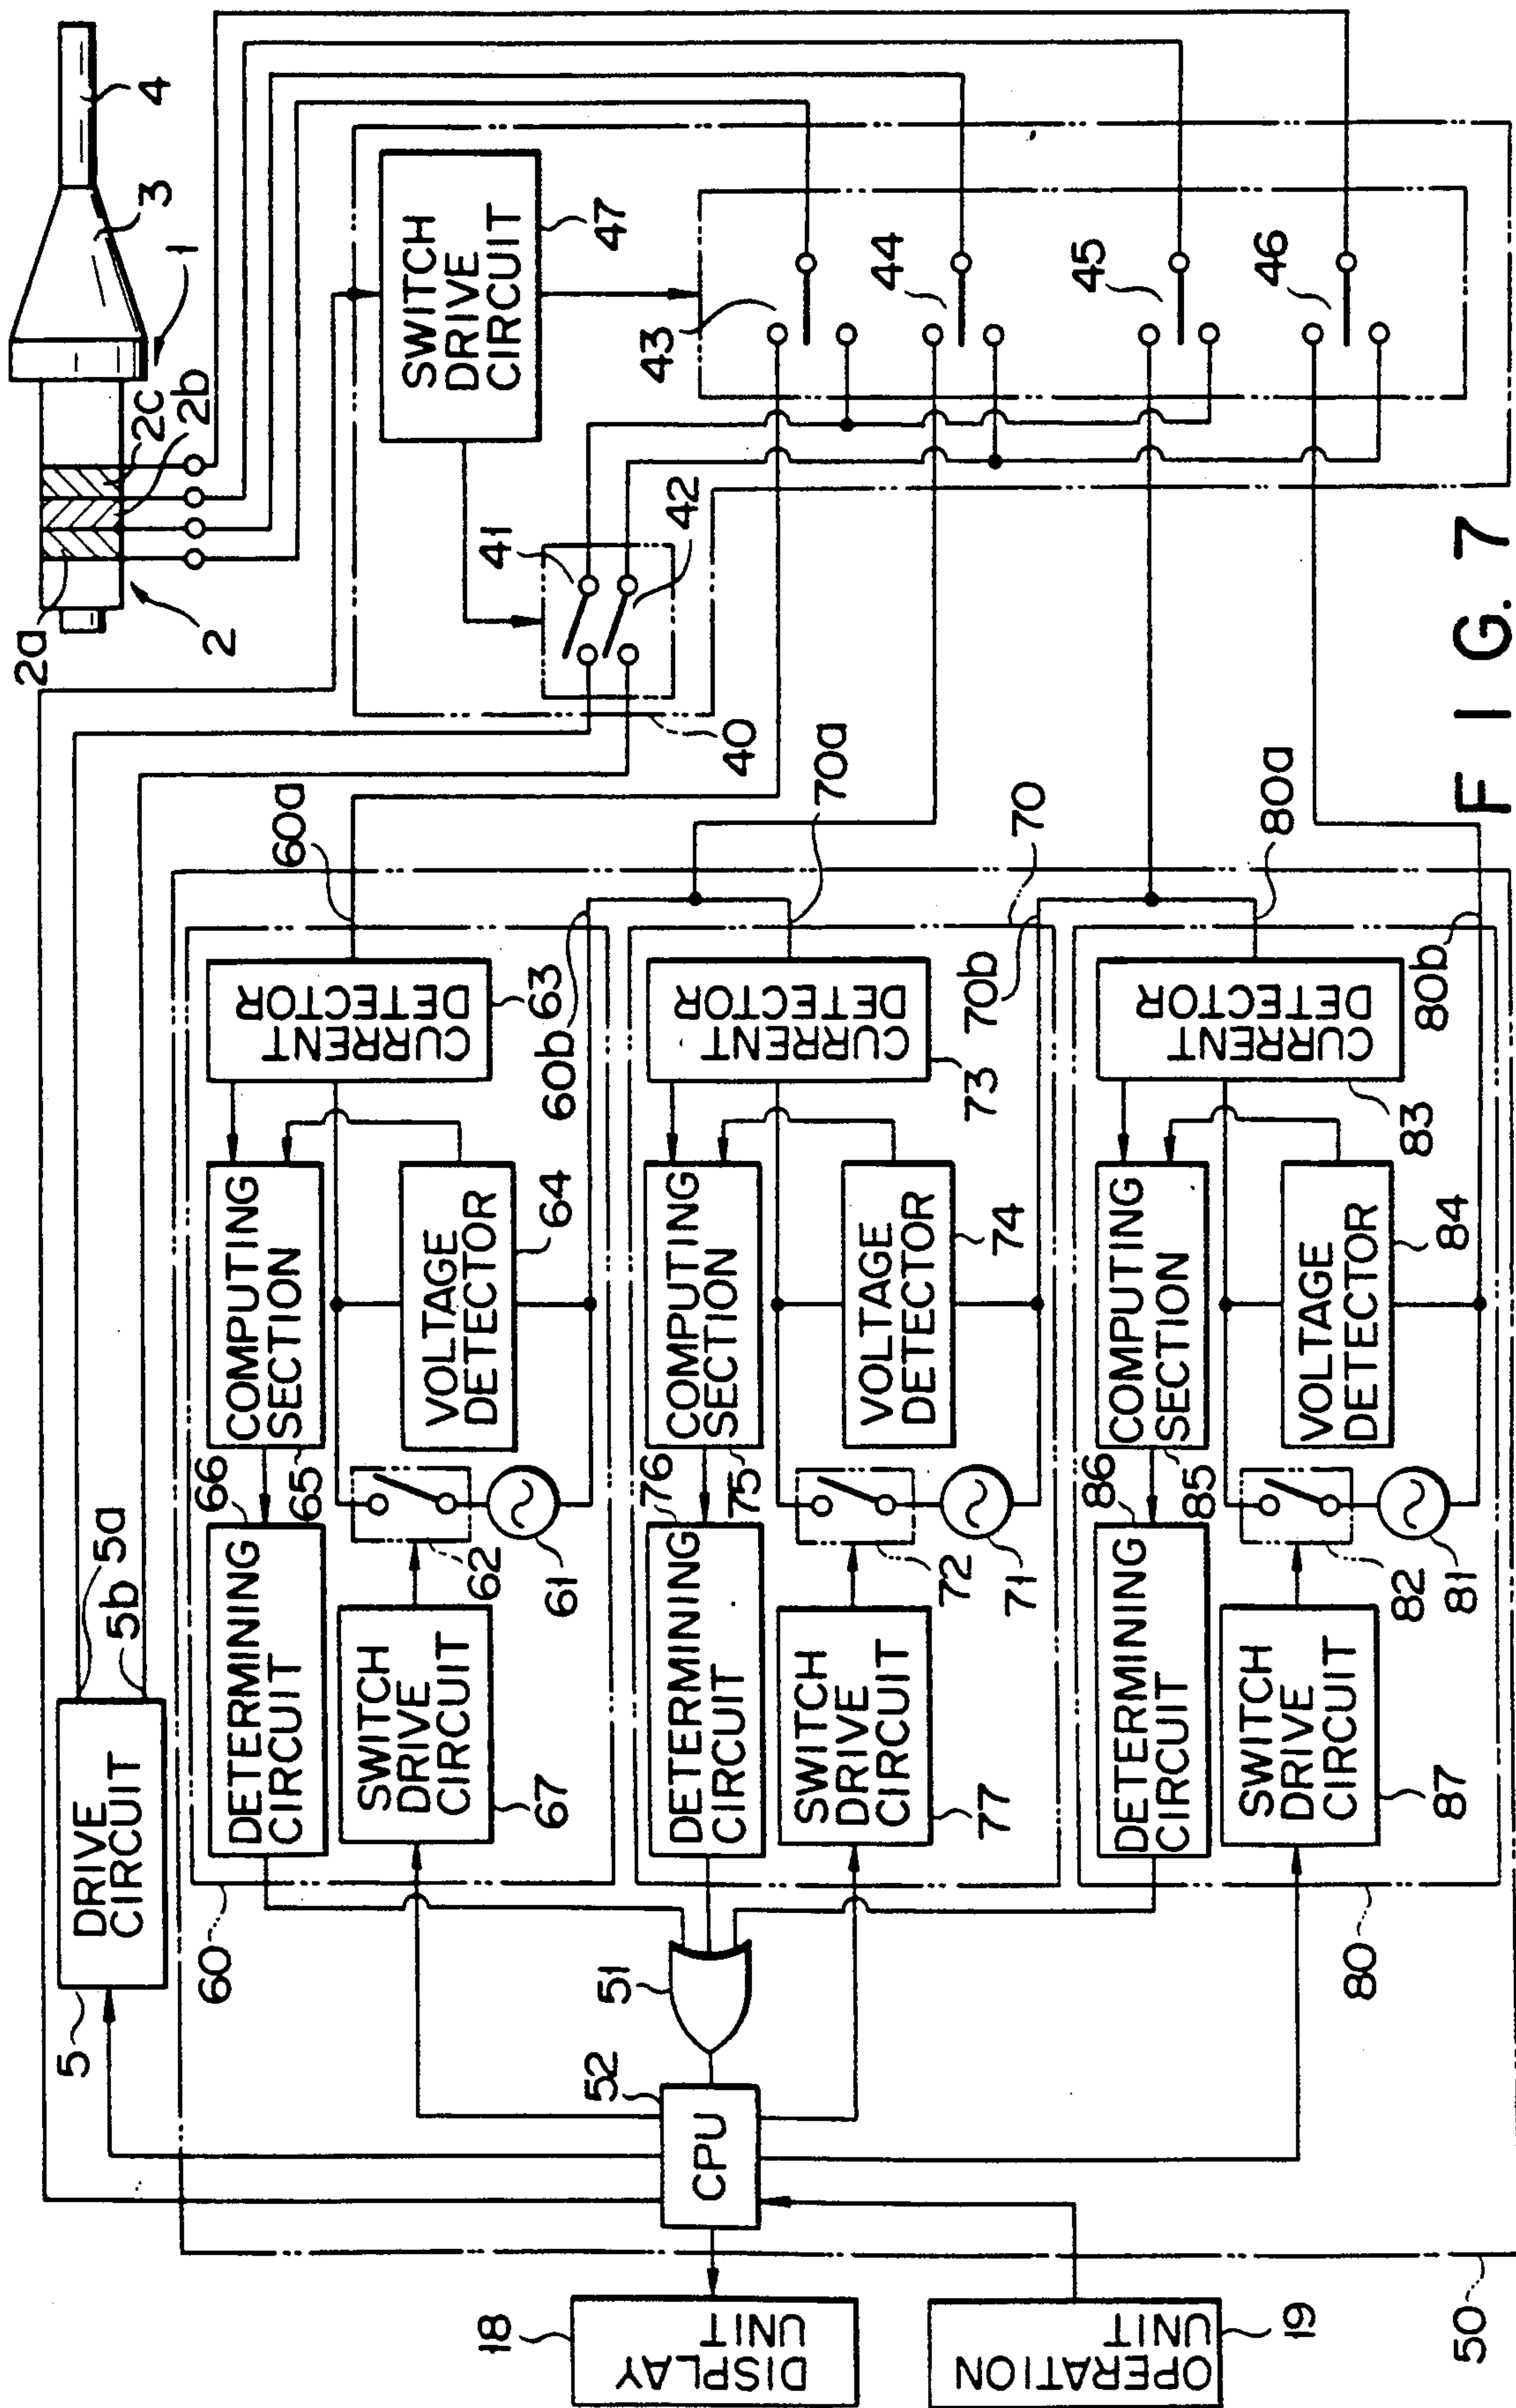 2a
2
2c
2b
1
3
4
5
DRIVE
CIRCUIT
5a
5b
SWITCH
DRIVE
CIRCUIT
47
41
42
40
43
44
45
46
60
DETERMINING
CIRCUIT
66
COMPUTING
SECTION
65
CURRENT
DETECTOR
63
60a
60b
SWITCH
DRIVE
CIRCUIT
67
62
61
VOLTAGE
DETECTOR
64
70
DETERMINING
CIRCUIT
76
COMPUTING
SECTION
75
CURRENT
DETECTOR
73
70a
70b
SWITCH
DRIVE
CIRCUIT
77
72
71
VOLTAGE
DETECTOR
74
80
DETERMINING
CIRCUIT
86
COMPUTING
SECTION
85
CURRENT
DETECTOR
83
80a
80b
SWITCH
DRIVE
CIRCUIT
87
82
81
VOLTAGE
DETECTOR
84
51
52
CPU
18
DISPLAY
UNIT
OPERATION
UNIT
19
50
F I G. 7